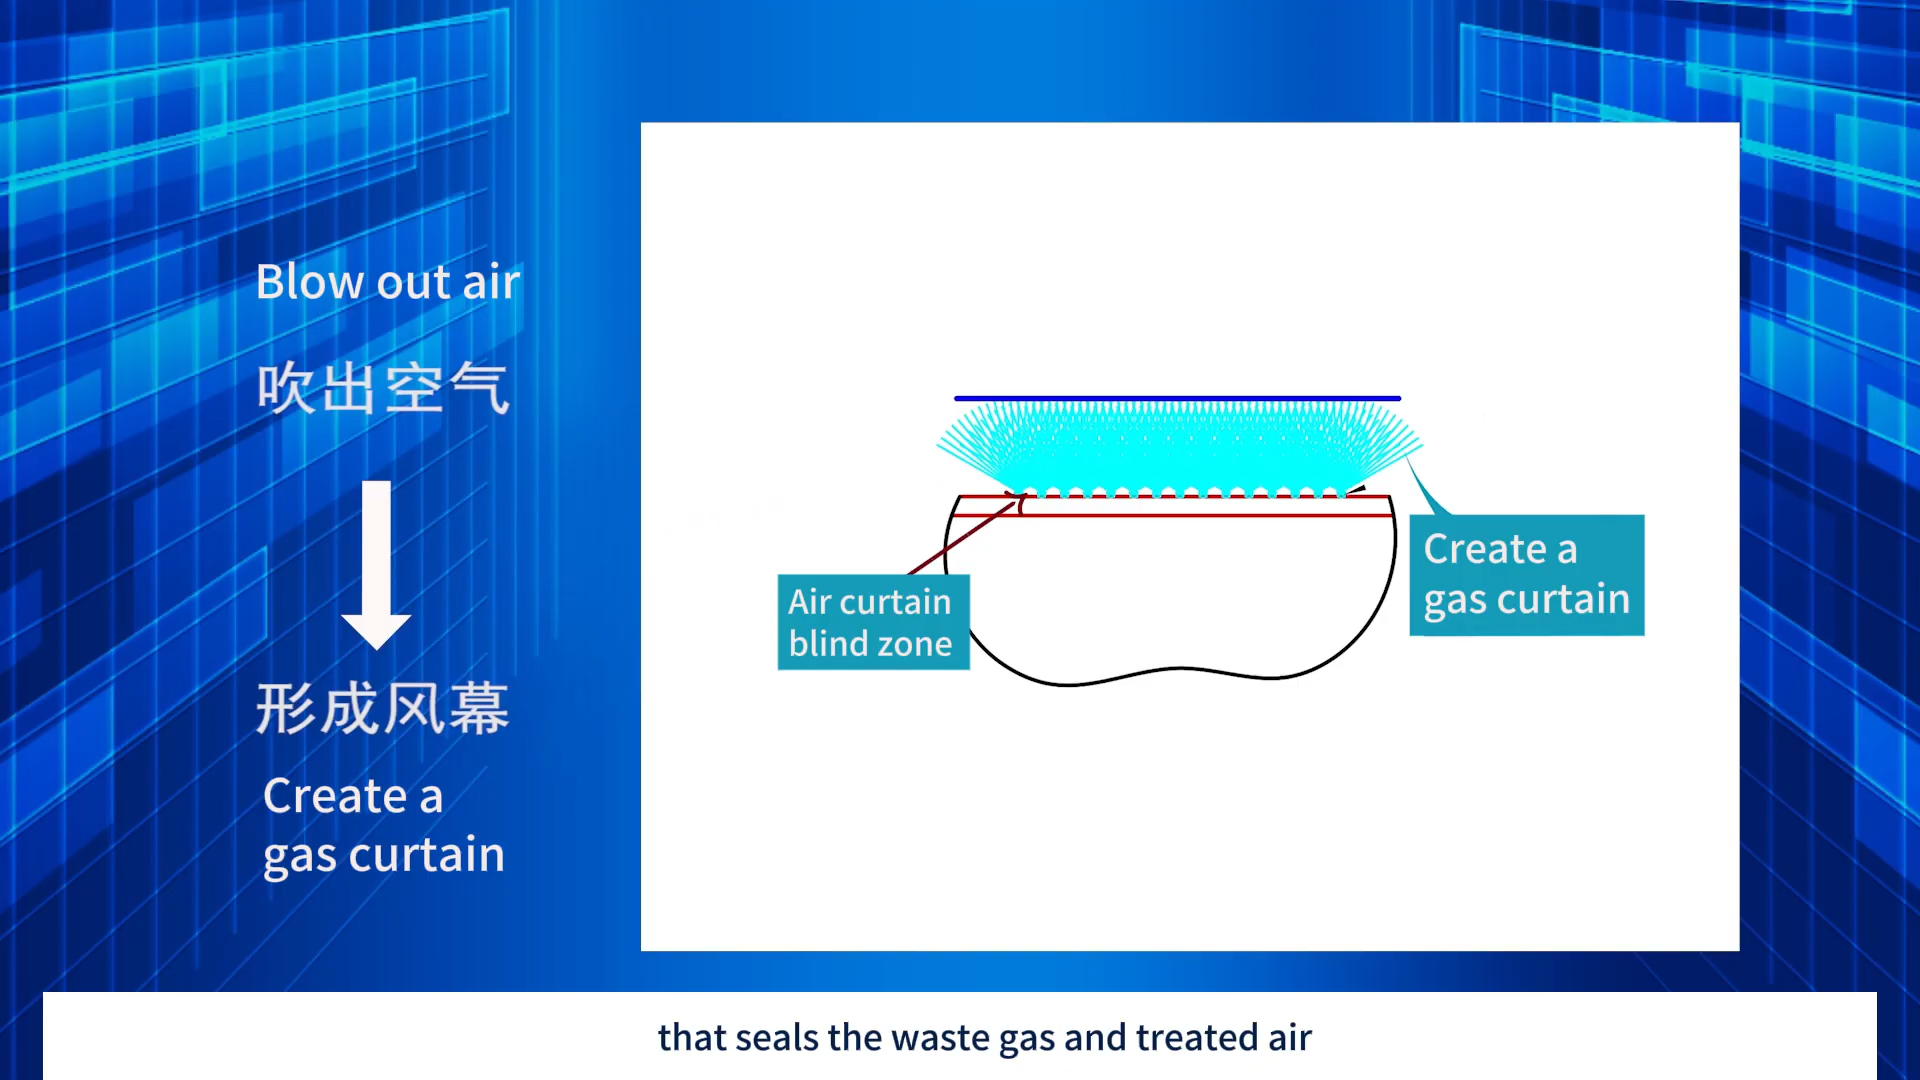 Blow out air
吹出空气
形成风幕
Create a
gas curtain
Air curtain
blind zone
Create a
gas curtain
that seals the waste gas and treated air